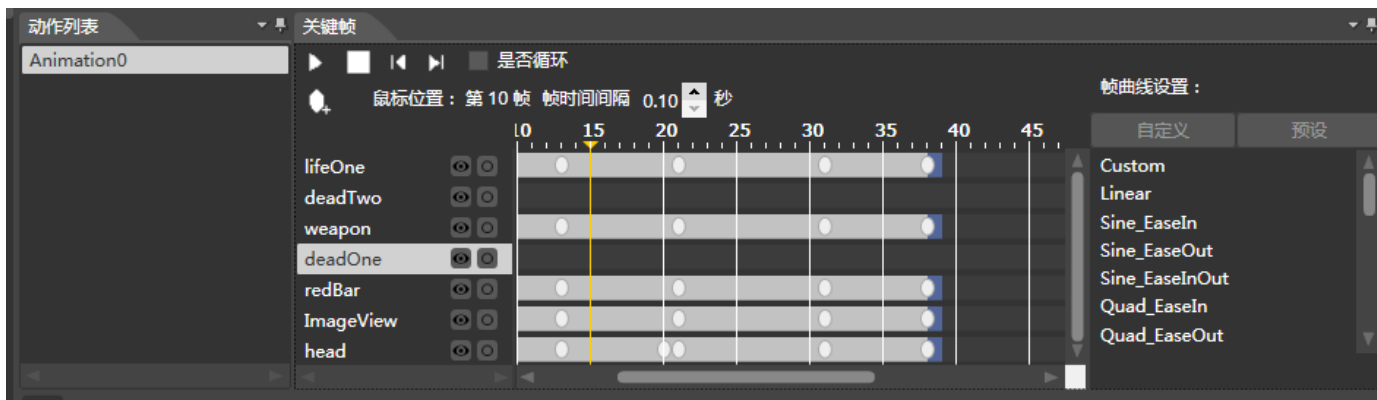 动作列表
关键帧
Animation0
是否循环
鼠标位置：第 10 帧 帧时间间隔 0.10 秒
帧曲线设置：
自定义 预设
10 15 20 25 30 35 40 45
lifeOne
deadTwo
weapon
deadOne
redBar
ImageView
head
Custom
Linear
Sine_EaseIn
Sine_EaseOut
Sine_EaseInOut
Quad_EaseIn
Quad_EaseOut